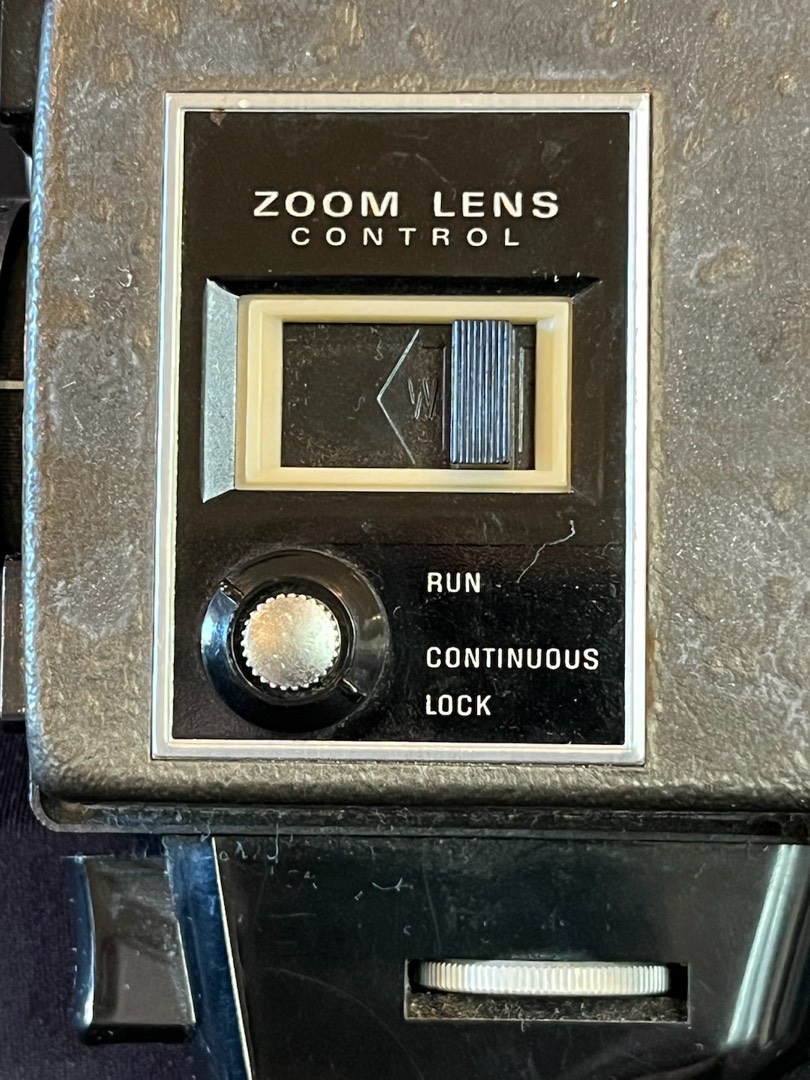 ZOOM LENS
CONTROL
W
RUN
CONTINUOUS
LOCK